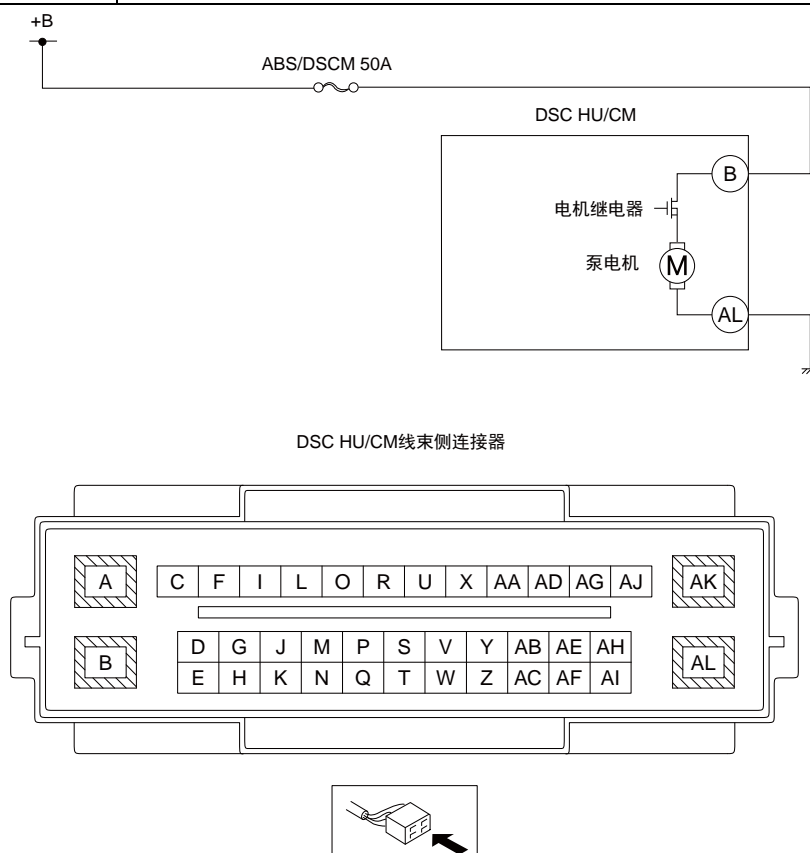 +B
ABS/DSCM 50A
DSC HU/CM
B
电机继电器
泵电机
M
AL
DSC HU/CM线束侧连接器
A C F I L O R U X AA AD AG AJ AK
B D G J M P S V Y AB AE AH AL
E H K N Q T W Z AC AF AI